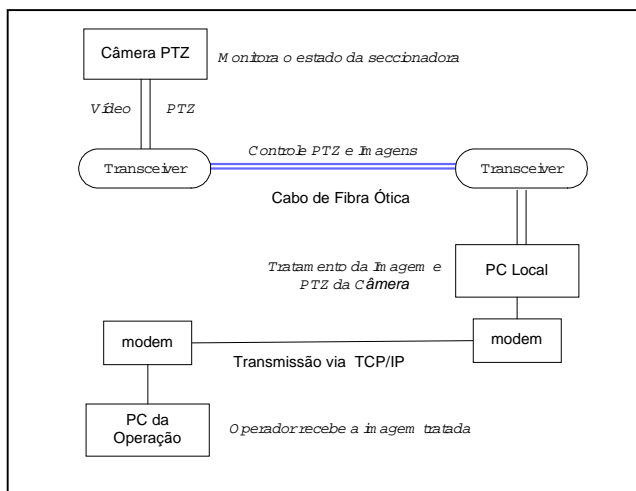 Câmera PTZ
Monitora o estado da seccionadora
Vídeo
PTZ
Controle PTZ e Imagens
Transceiver
Transceiver
Cabo de Fibra Ótica
Tratamento da Imagem e
PTZ da Câmera
PC Local
modem
modem
Transmissão via TCP/IP
PC da
Operação
Operador recebe a imagem tratada